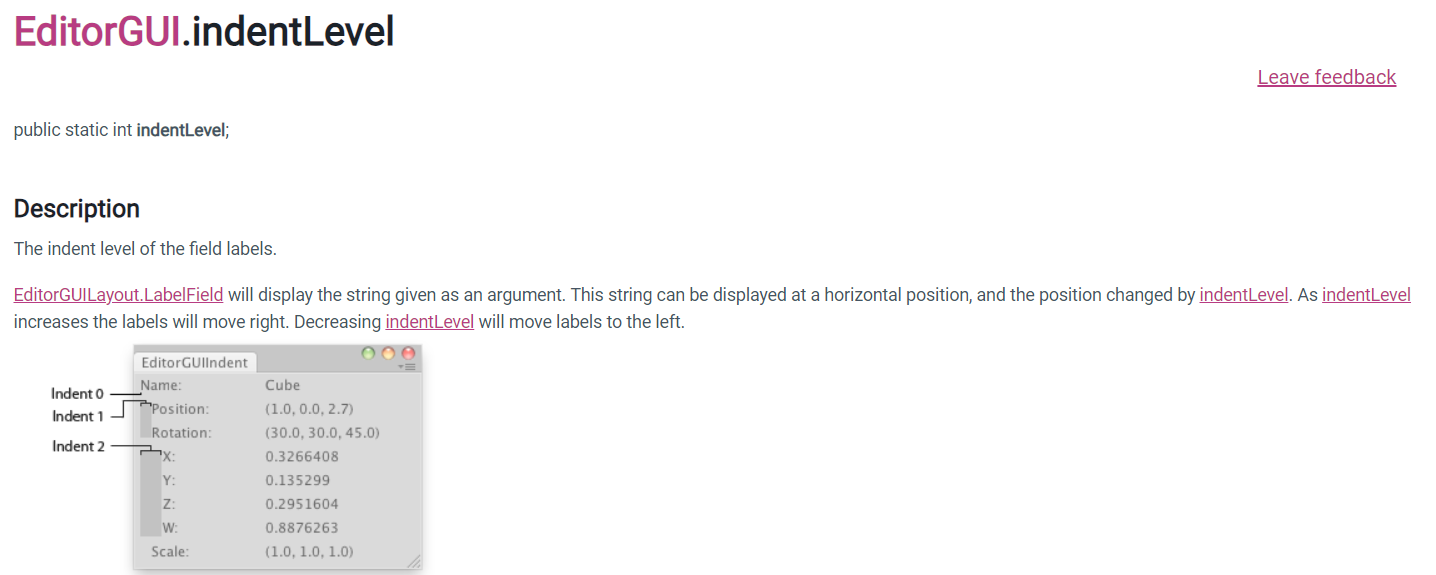 EditorGUI.indentLevel
Leave feedback
public static int indentLevel;
Description
The indent level of the field labels.
EditorGUILayout.LabelField will display the string given as an argument. This string can be displayed at a horizontal position, and the position changed by indentLevel. As indentLevel
increases the labels will move right. Decreasing indentLevel will move labels to the left.
EditorGUIIndent
Indent 0 Name: Cube
Indent 1 Position: (1.0, 0.0, 2.7)
Rotation: (30.0, 30.0, 45.0)
Indent 2 X: 0.3266408
Y: 0.135299
Z: 0.2951604
W: 0.8876263
Scale: (1.0, 1.0, 1.0)